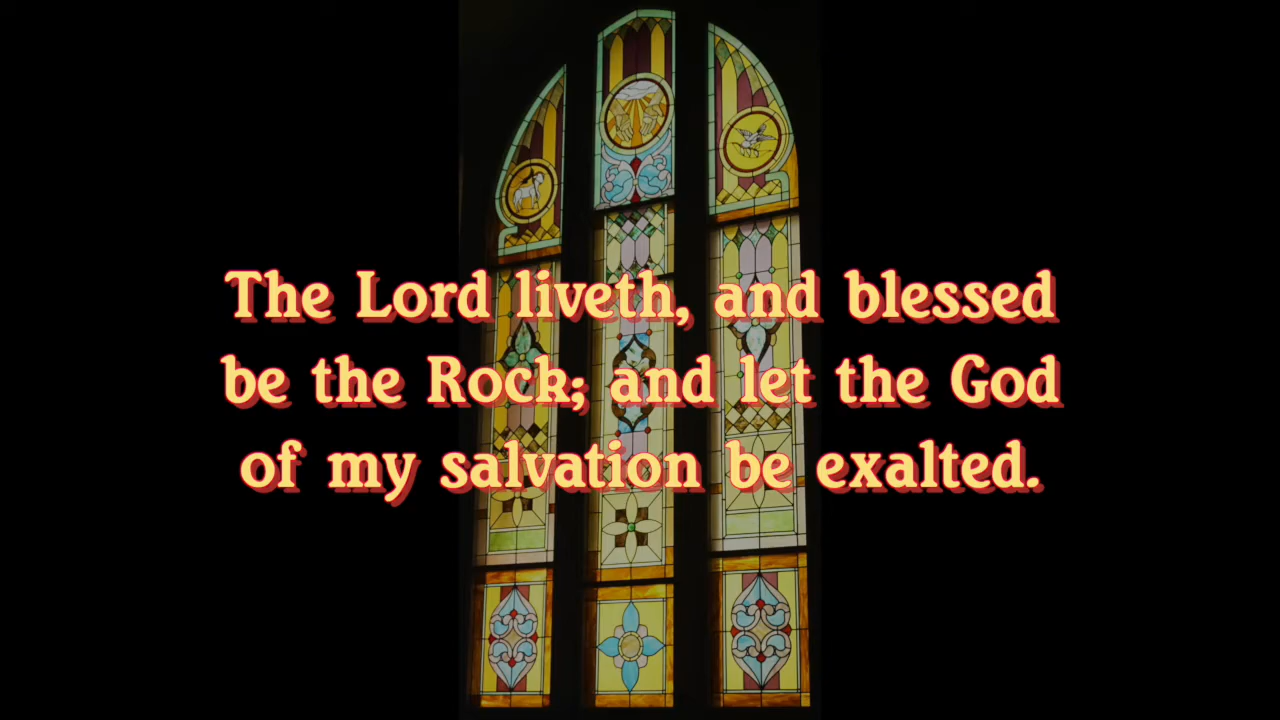 The Lord liveth, and blessed
be the Rock; and let the God
of my salvation be exalted.